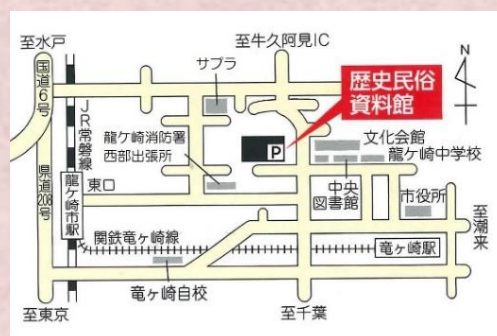 至水戸
至牛久阿見IC
N
国道6号
サプラ
歴史民俗
資料館
JR常磐線
龍ケ崎消防署
西部出張所
P
文化会館
龍ケ崎中学校
県道208号
龍ケ崎市駅
東口
中央
図書館
市役所
関鉄竜ヶ崎線
竜ヶ崎駅
至潮来
竜ヶ崎自校
至東京
至千葉